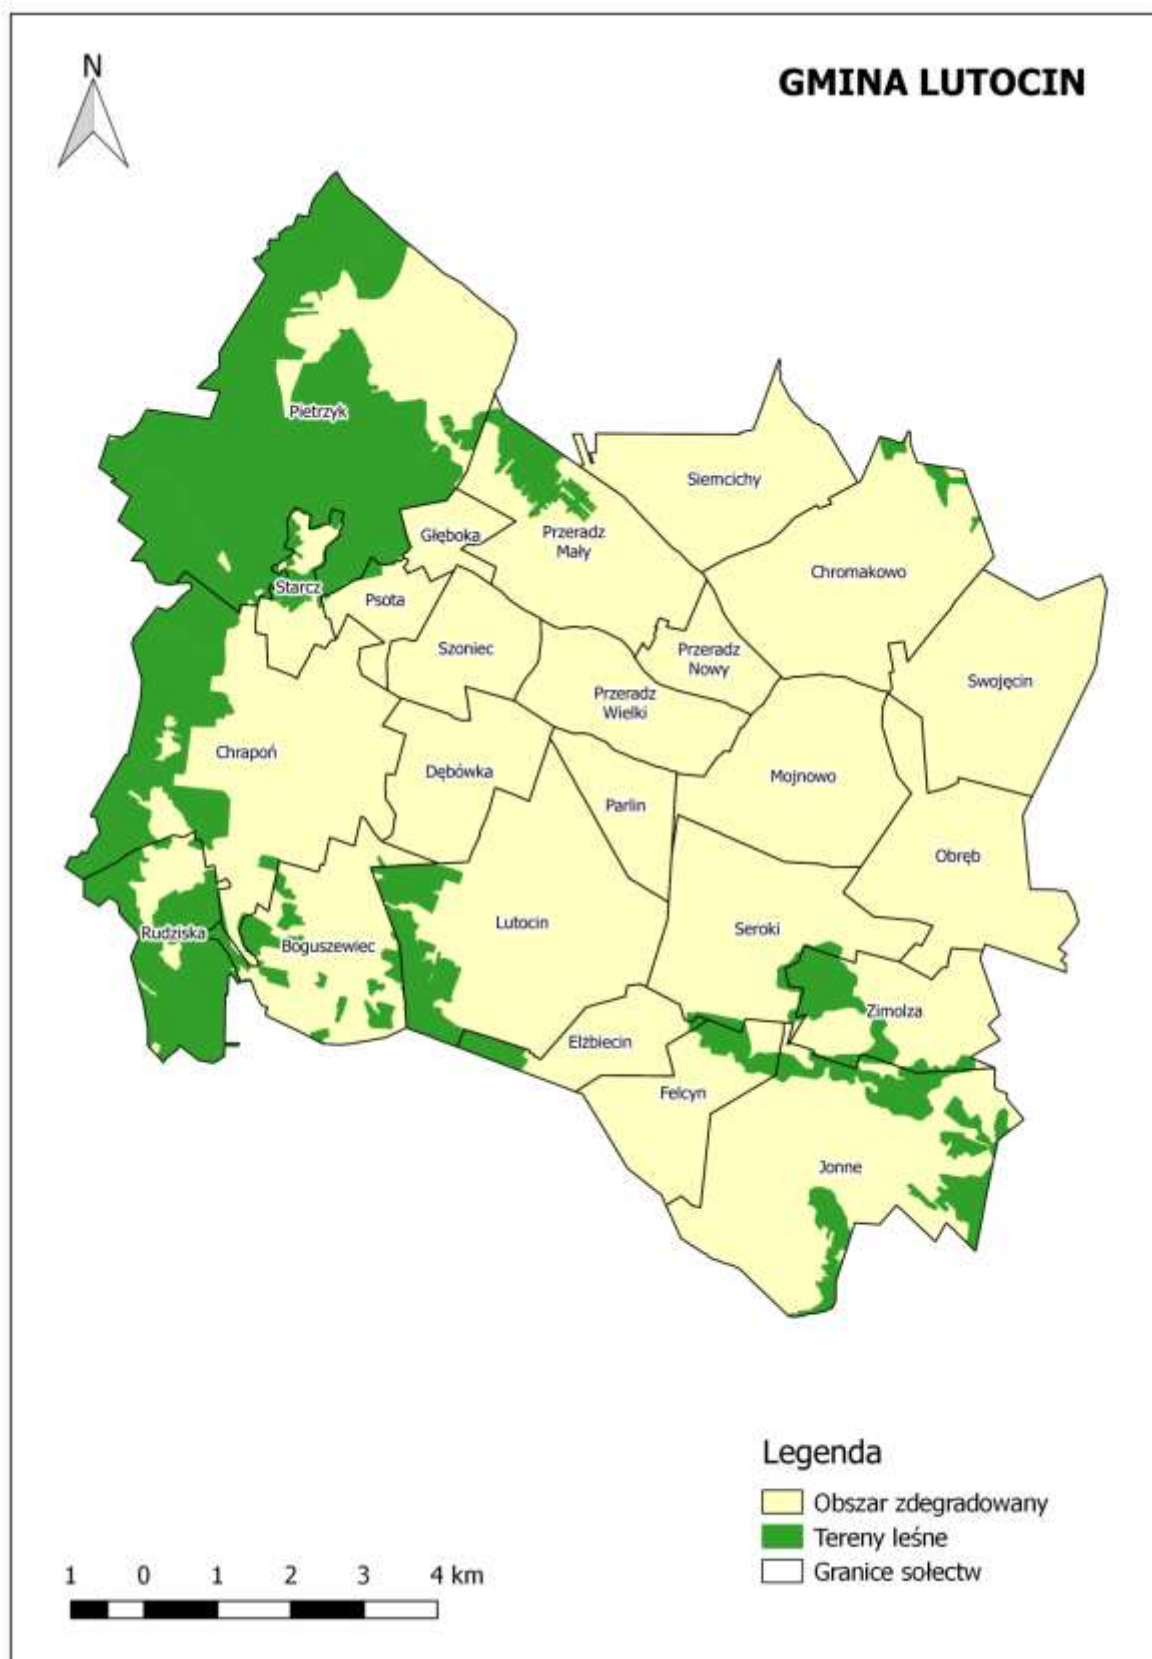 N
GMINA LUTOCIN
Pietrzyk
Siemcichy
Głęboka
Przeradz
Mały
Chromakowo
Starcz
Psota
Szoniec
Przeradz
Nowy
Swojęcin
Przeradz
Wielki
Chrapoń
Dębówka
Mojnowo
Parlin
Obręb
Lutocin
Seroki
Rudziska
Boguszewiec
Zimolza
Elżbiecin
Felcyn
Jonne
Legenda
Obszar zdegradowany
Tereny leśne
Granice sołectw
1 0 1 2 3 4 km